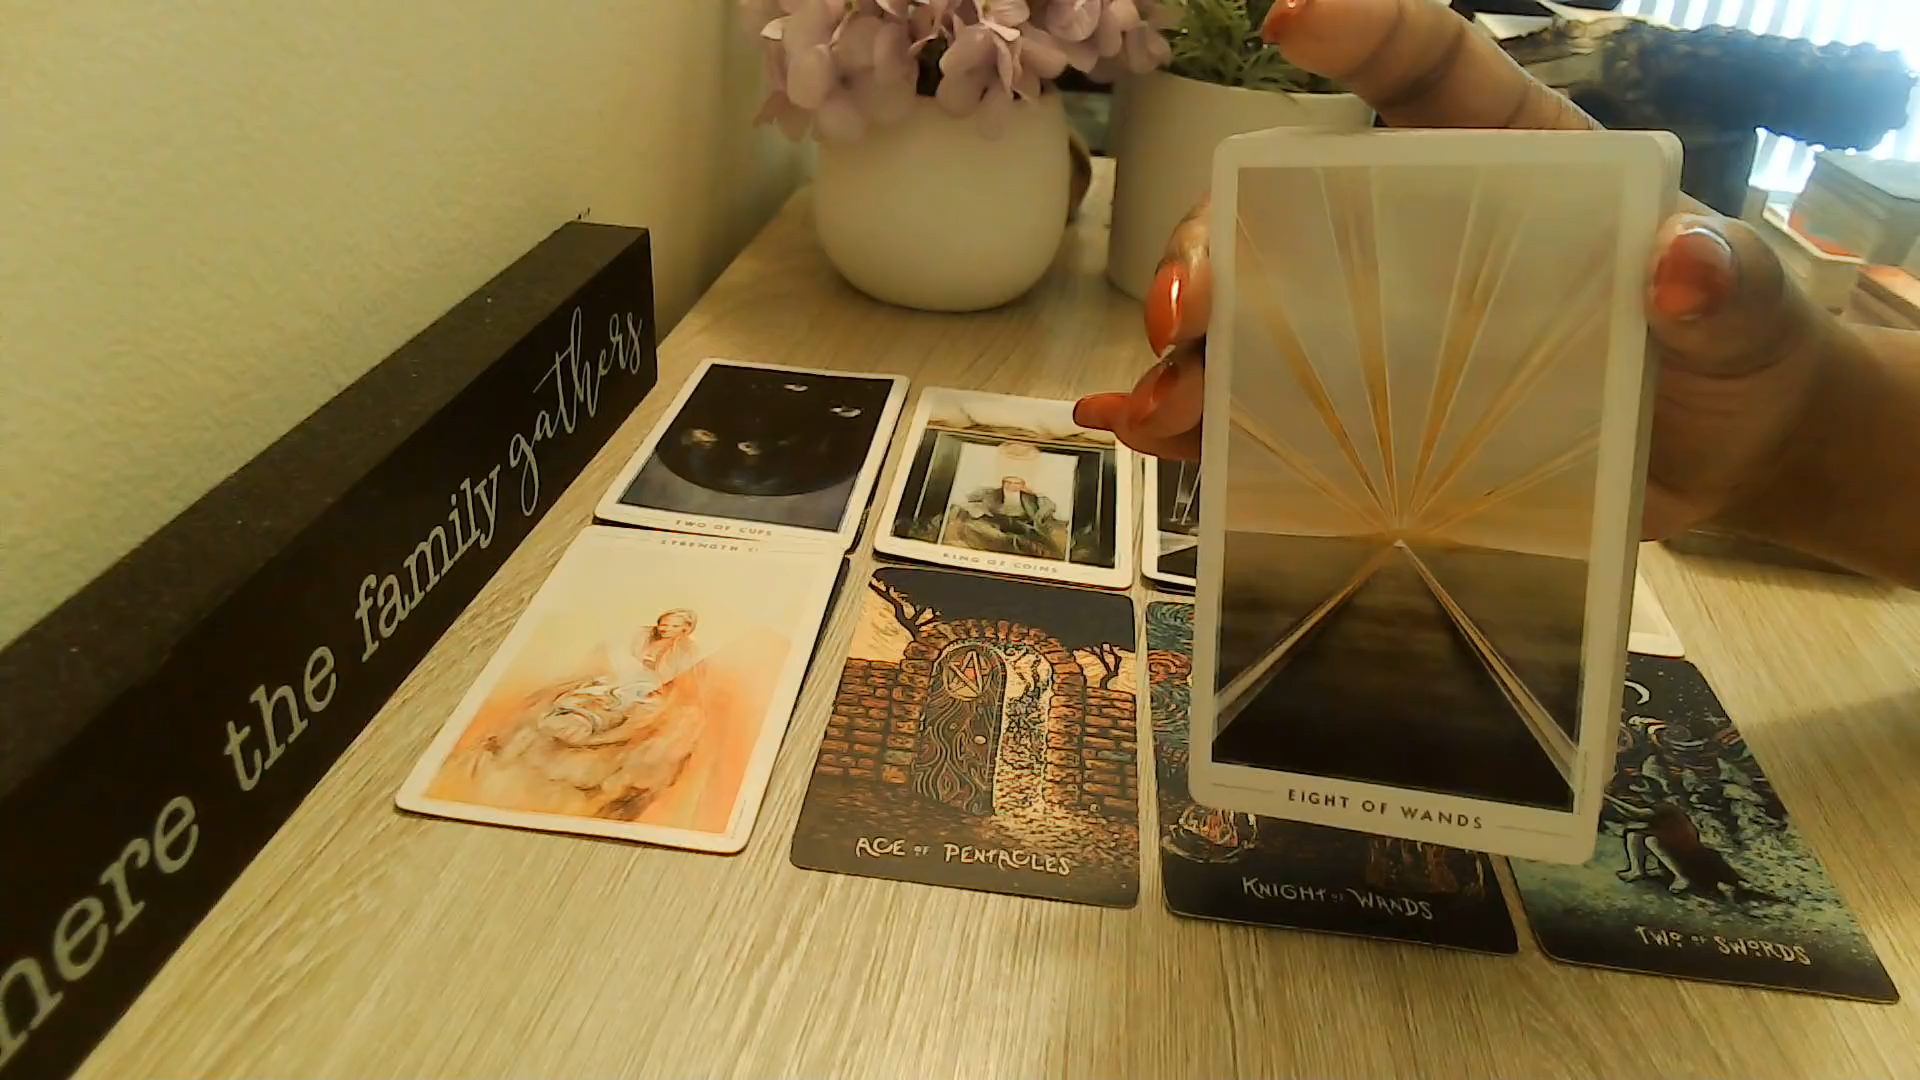 here the family gathers
TWO OF CUPS
KING OF COINS
STRENGTH XI
EIGHT OF WANDS
ACE OF PENTACLES
KNIGHT OF WANDS
TWO OF SWORDS